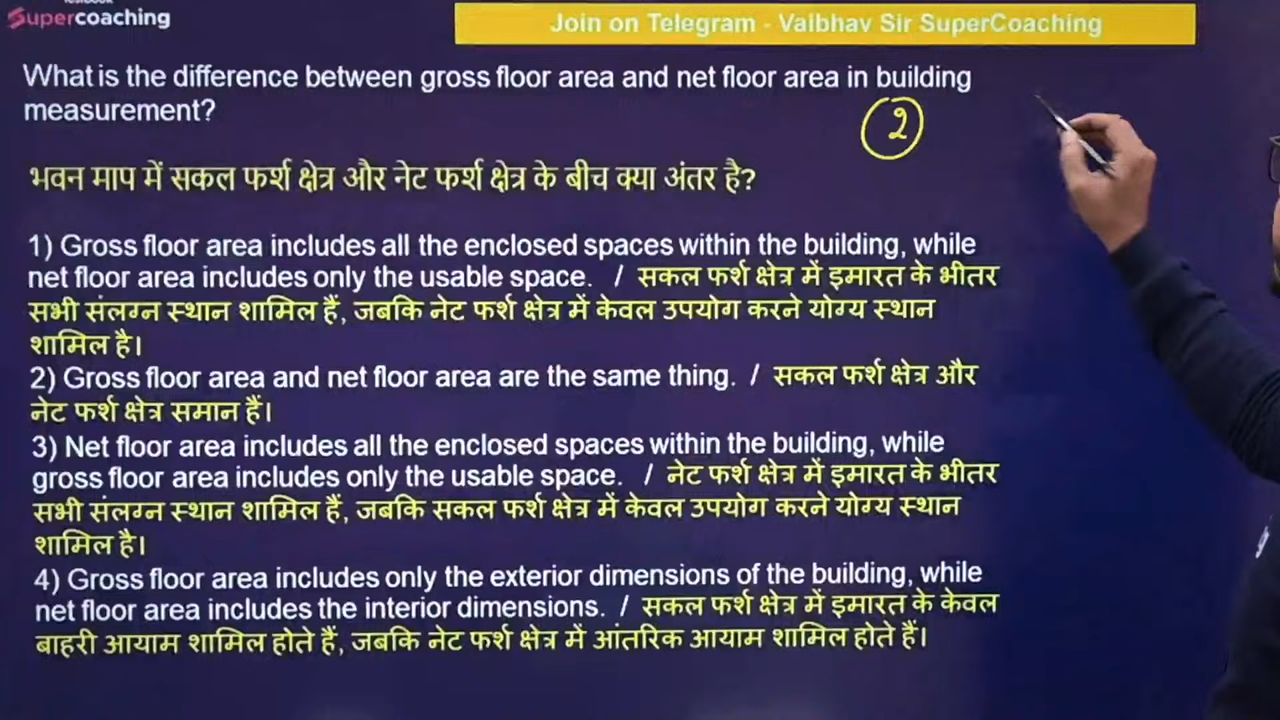 testbook
Supercoaching
Join on Telegram - Vaibhav Sir SuperCoaching
What is the difference between gross floor area and net floor area in building
measurement?
2
भवन माप में सकल फर्श क्षेत्र और नेट फर्श क्षेत्र के बीच क्या अंतर है?
1) Gross floor area includes all the enclosed spaces within the building, while
net floor area includes only the usable space. / सकल फर्श क्षेत्र में इमारत के भीतर
सभी संलग्न स्थान शामिल हैं, जबकि नेट फर्श क्षेत्र में केवल उपयोग करने योग्य स्थान
शामिल है।
2) Gross floor area and net floor area are the same thing. / सकल फर्श क्षेत्र और
नेट फर्श क्षेत्र समान हैं।
3) Net floor area includes all the enclosed spaces within the building, while
gross floor area includes only the usable space. / नेट फर्श क्षेत्र में इमारत के भीतर
सभी संलग्न स्थान शामिल हैं, जबकि सकल फर्श क्षेत्र में केवल उपयोग करने योग्य स्थान
शामिल है।
4) Gross floor area includes only the exterior dimensions of the building, while
net floor area includes the interior dimensions. / सकल फर्श क्षेत्र में इमारत के केवल
बाहरी आयाम शामिल होते हैं, जबकि नेट फर्श क्षेत्र में आंतरिक आयाम शामिल होते हैं।